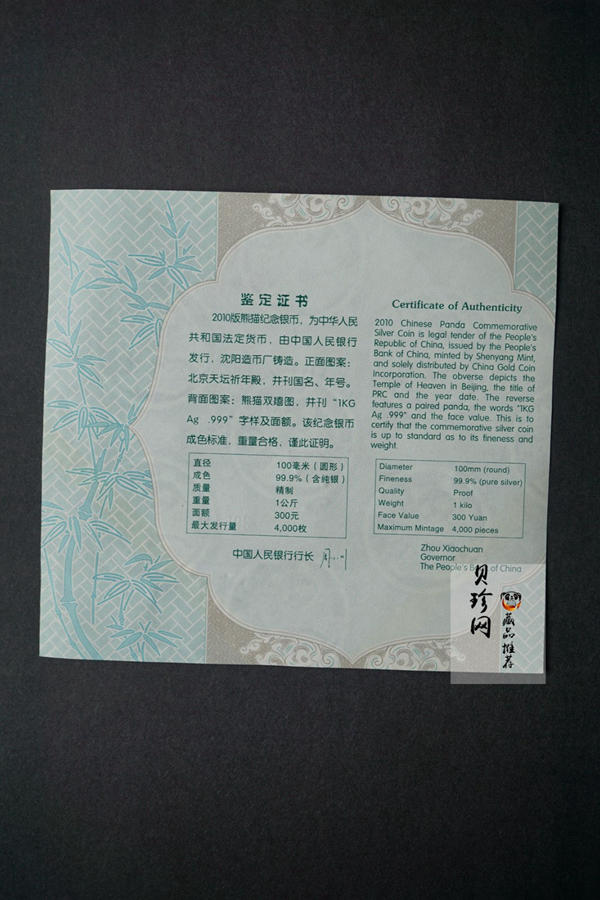 鉴定证书
2010版熊猫纪念银币，为中华人民
共和国法定货币，由中国人民银行
发行，沈阳造币厂铸造。正面图案：
北京天坛祈年殿，并刊国名、年号。
背面图案：熊猫双嬉图，并刊“1KG
Ag .999”字样及面额。该纪念银币
成色标准，重量合格，谨此证明。
直径 100毫米（圆形）
成色 99.9%（含纯银）
质量 精制
重量 1公斤
面额 300元
最大发行量 4,000枚
中国人民银行行长
Certificate of Authenticity
2010 Chinese Panda Commemorative
Silver Coin is legal tender of the People's
Republic of China, issued by the People's
Bank of China, minted by Shenyang Mint,
and solely distributed by China Gold Coin
Incorporation. The obverse depicts the
Temple of Heaven in Beijing, the title of
PRC and the year date. The reverse
features a paired panda, the words "1KG
Ag .999" and the face value. This is to
certify that the commemorative silver coin
is up to standard as to its fineness and
weight.
Diameter 100mm (round)
Fineness 99.9% (pure silver)
Quality Proof
Weight 1 kilo
Face Value 300 Yuan
Maximum Mintage 4,000 pieces
Zhou Xiaochuan
Governor
The People's Bank of China
贝珍网
藏品推荐